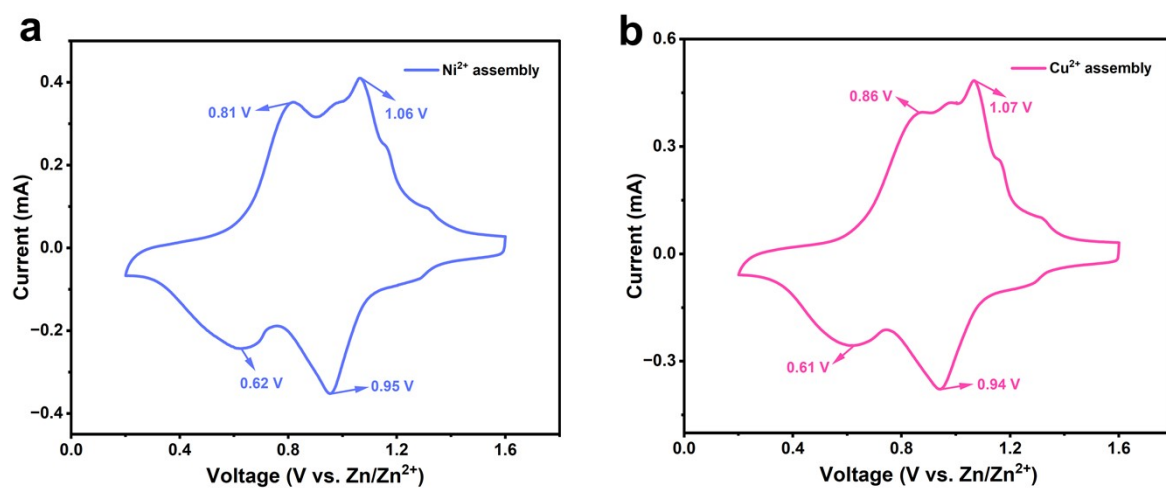 a
Ni²⁺ assembly
0.81 V
1.06 V
0.62 V
0.95 V
0.4
0.2
0.0
−0.2
−0.4
Current (mA)
0.0 0.4 0.8 1.2 1.6
Voltage (V vs. Zn/Zn²⁺)
b
Cu²⁺ assembly
0.86 V
1.07 V
0.61 V
0.94 V
0.6
0.3
0.0
−0.3
Current (mA)
0.0 0.4 0.8 1.2 1.6
Voltage (V vs. Zn/Zn²⁺)